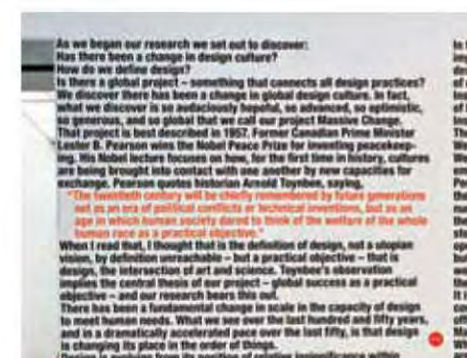 As we began our research we set out to discover:
Has there been a change in design culture?
How do we define design?
Is there a global project – something that connects all design practices?
We discover there has been a change in global design culture. In fact,
what we discover is so audaciously hopeful, so advanced, so optimistic,
so generous, and so global that we call our project Massive Change.
That project is best described in 1957. Former Canadian Prime Minister
Lester B. Pearson wins the Nobel Peace Prize for inventing peacekeep-
ing. His Nobel lecture focuses on how, for the first time in history, cultures
are being brought into contact with one another by new capacities for
exchange. Pearson quotes historian Arnold Toynbee, saying,
"The twentieth century will be chiefly remembered by future generations
not as an era of political conflicts or technical inventions, but as an
age in which human society dared to think of the welfare of the whole
human race as a practical objective."
When I read that, I thought that is the definition of design, not a utopian
vision, by definition unreachable – but a practical objective – that is
design, the intersection of art and science. Toynbee's observation
implies the central thesis of our project – global success as a practical
objective – and our research bears this out.
There has been a fundamental change in scale in the capacity of design
to meet human needs. What we see over the last hundred and fifty years,
and in a dramatically accelerated pace over the last fifty, is that design
is changing its place in the order of things.
Design is evolving from its position of relative insignificance